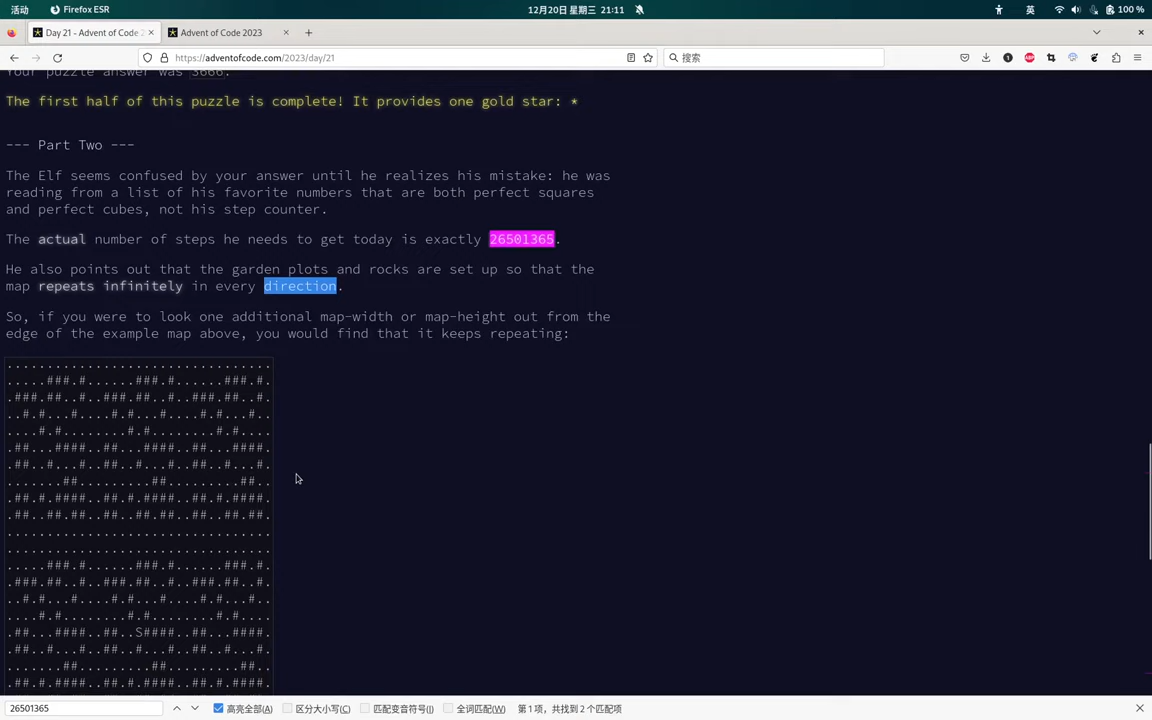 活动
Firefox ESR
12月20日 星期三 21:11
英
100 %
Day 21 - Advent of Code 2
Advent of Code 2023
https://adventofcode.com/2023/day/21
搜索
Your puzzle answer was 3666.
The first half of this puzzle is complete! It provides one gold star: *
--- Part Two ---
The Elf seems confused by your answer until he realizes his mistake: he was
reading from a list of his favorite numbers that are both perfect squares
and perfect cubes, not his step counter.
The actual number of steps he needs to get today is exactly 26501365.
He also points out that the garden plots and rocks are set up so that the
map repeats infinitely in every direction.
So, if you were to look one additional map-width or map-height out from the
edge of the example map above, you would find that it keeps repeating:
.................................
.....###.#......###.#......###.#.
.###.##..#..###.##..#..###.##..#.
..#.#...#....#.#...#....#.#...#..
....#.#........#.#........#.#....
.##...####..##...####..##...####.
.##..#...#..##..#...#..##..#...#.
.......##.........##.........##..
.##.#.####..##.#.####..##.#.####.
.##..##.##..##..##.##..##..##.##.
.................................
.................................
.....###.#......###.#......###.#.
.###.##..#..###.##..#..###.##..#.
..#.#...#....#.#...#....#.#...#..
....#.#........#.#........#.#....
.##...####..##..S####..##...####.
.##..#...#..##..#...#..##..#...#.
.......##.........##.........##..
.##.#.####..##.#.####..##.#.####.
26501365
高亮全部(A)
区分大小写(C)
匹配变音符号(I)
全词匹配(W)
第 1 项，共找到 2 个匹配项